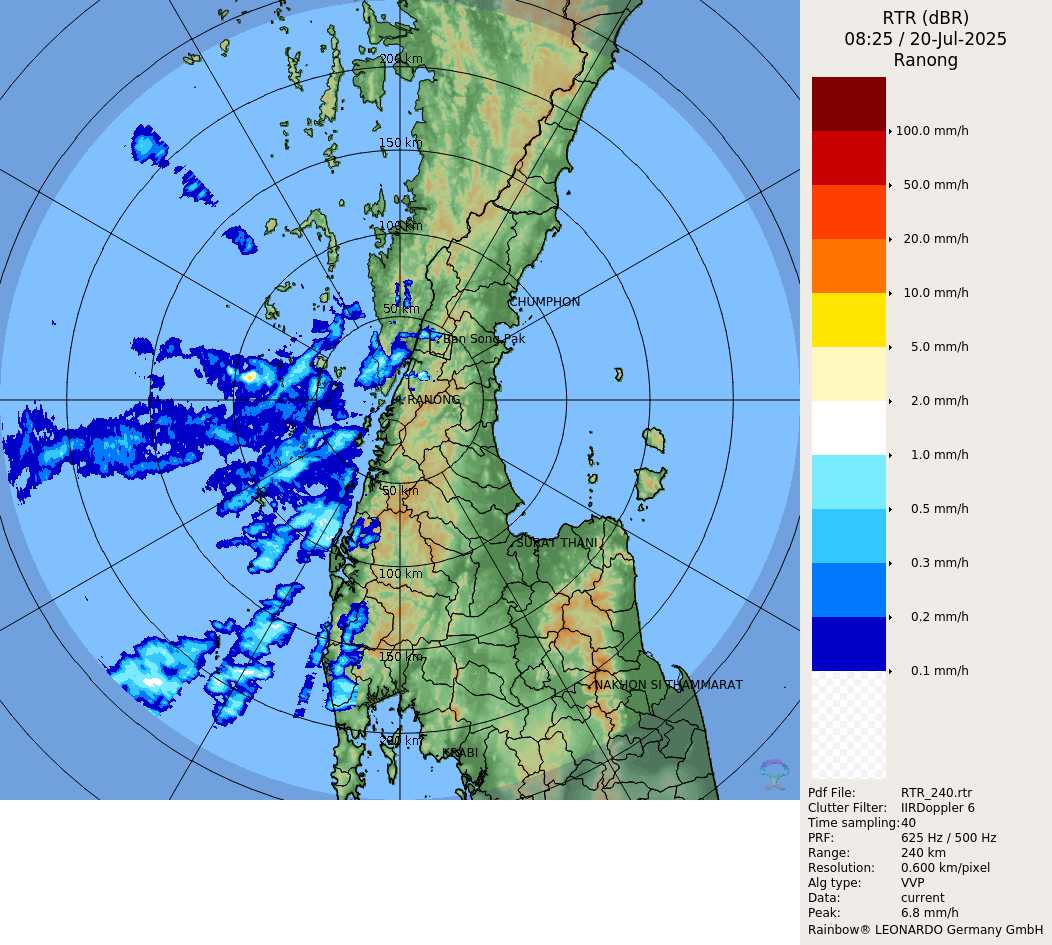 RTR (dBR)
08:25 / 20-Jul-2025
Ranong
100.0 mm/h
50.0 mm/h
20.0 mm/h
10.0 mm/h
5.0 mm/h
2.0 mm/h
1.0 mm/h
0.5 mm/h
0.3 mm/h
0.2 mm/h
0.1 mm/h
Pdf File: RTR_240.rtr
Clutter Filter: IIRDoppler 6
Time sampling: 40
PRF: 625 Hz / 500 Hz
Range: 240 km
Resolution: 0.600 km/pixel
Alg type: VVP
Data: current
Peak: 6.8 mm/h
Rainbow® LEONARDO Germany GmbH
200 km
150 km
100 km
CHUMPHON
50 km
Ban Song Pak
RANONG
50 km
SURAT THANI
100 km
150 km
NAKHON SI THAMMARAT
200 km
KRABI